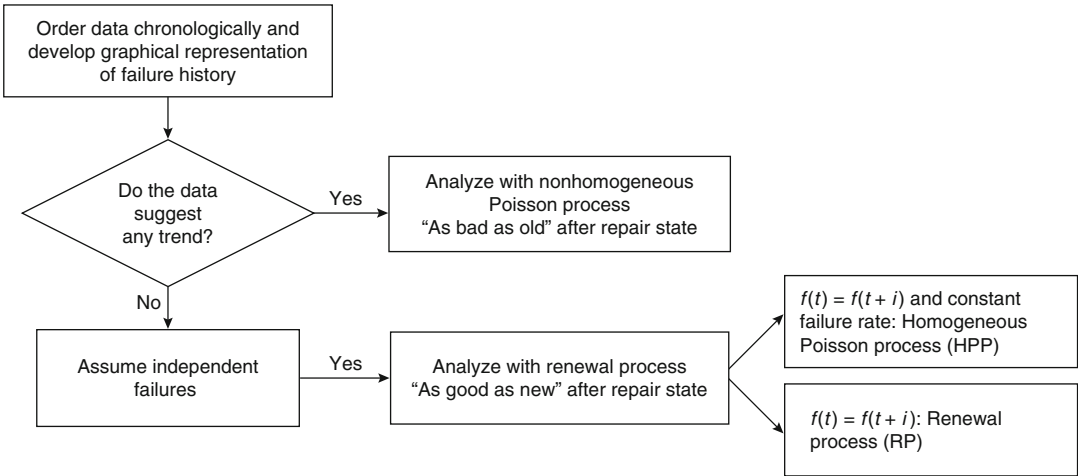 Order data chronologically and
develop graphical representation
of failure history
Do the data
suggest
any trend?
Yes
Analyze with nonhomogeneous
Poisson process
“As bad as old” after repair state
No
Assume independent
failures
Yes
Analyze with renewal process
“As good as new” after repair state
f(t) = f(t + i) and constant
failure rate: Homogeneous
Poisson process (HPP)
f(t) = f(t + i): Renewal
process (RP)